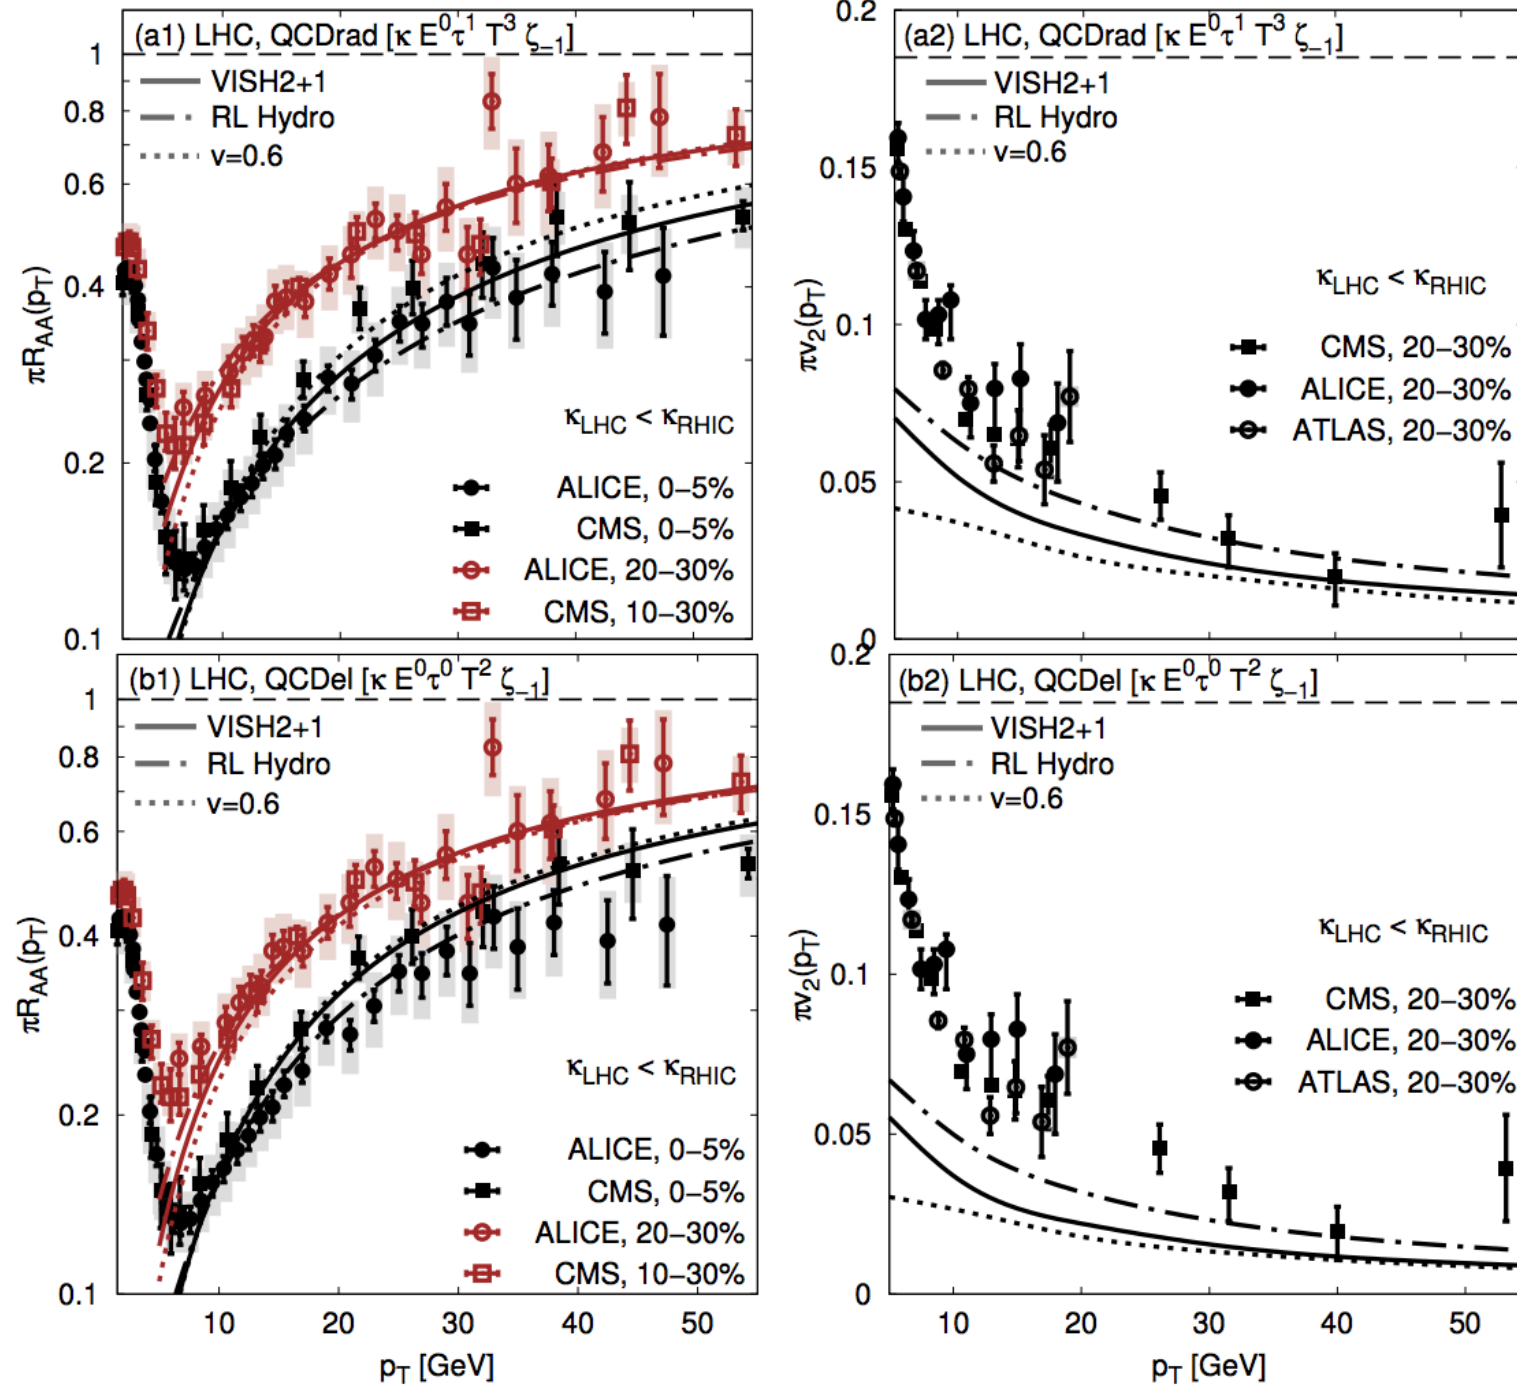 (a1) LHC, QCDrad [κ E⁰τ¹ T³ ζ₋₁]
VISH2+1
RL Hydro
v=0.6
1
0.8
0.6
0.4
0.2
0.1
πR_AA(p_T)
κ_LHC < κ_RHIC
ALICE, 0−5%
CMS, 0−5%
ALICE, 20−30%
CMS, 10−30%
(a2) LHC, QCDrad [κ E⁰τ¹ T³ ζ₋₁]
VISH2+1
RL Hydro
v=0.6
0.2
0.15
0.1
0.05
0
πv₂(p_T)
κ_LHC < κ_RHIC
CMS, 20−30%
ALICE, 20−30%
ATLAS, 20−30%
(b1) LHC, QCDel [κ E⁰τ⁰ T² ζ₋₁]
VISH2+1
RL Hydro
v=0.6
1
0.8
0.6
0.4
0.2
0.1
πR_AA(p_T)
κ_LHC < κ_RHIC
ALICE, 0−5%
CMS, 0−5%
ALICE, 20−30%
CMS, 10−30%
10 20 30 40 50
p_T [GeV]
(b2) LHC, QCDel [κ E⁰τ⁰ T² ζ₋₁]
VISH2+1
RL Hydro
v=0.6
0.2
0.15
0.1
0.05
0
πv₂(p_T)
κ_LHC < κ_RHIC
CMS, 20−30%
ALICE, 20−30%
ATLAS, 20−30%
10 20 30 40 50
p_T [GeV]